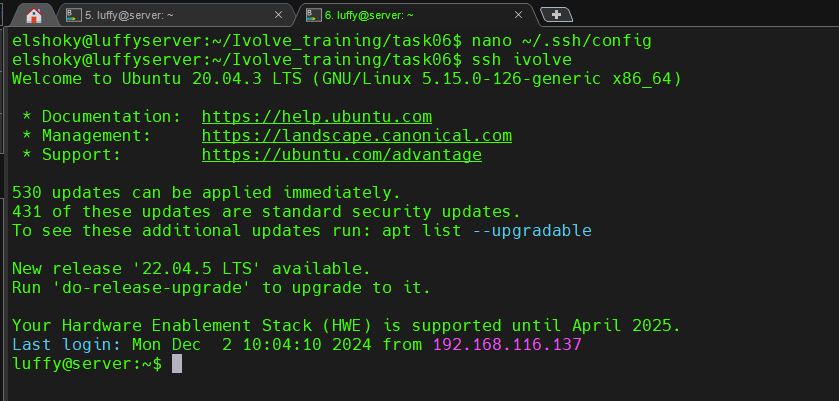 5. luffy@server: ~
6. luffy@server: ~
elshoky@luffyserver:~/Ivolve_training/task06$ nano ~/.ssh/config
elshoky@luffyserver:~/Ivolve_training/task06$ ssh ivolve
Welcome to Ubuntu 20.04.3 LTS (GNU/Linux 5.15.0-126-generic x86_64)
* Documentation:  https://help.ubuntu.com
* Management:     https://landscape.canonical.com
* Support:        https://ubuntu.com/advantage
530 updates can be applied immediately.
431 of these updates are standard security updates.
To see these additional updates run: apt list --upgradable
New release '22.04.5 LTS' available.
Run 'do-release-upgrade' to upgrade to it.
Your Hardware Enablement Stack (HWE) is supported until April 2025.
Last login: Mon Dec  2 10:04:10 2024 from 192.168.116.137
luffy@server:~$